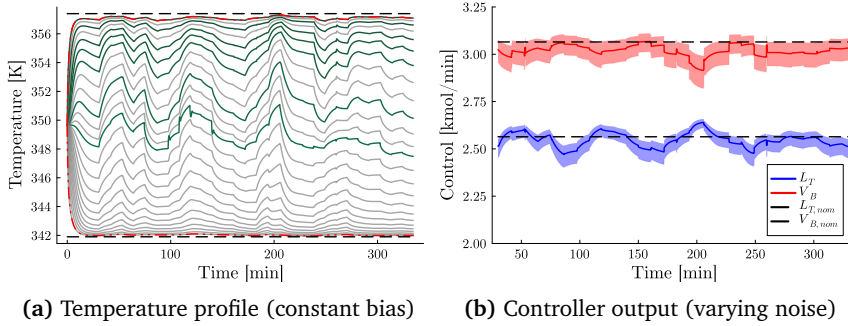 356
354
352
350
348
346
344
342
Temperature [K]
0
100
200
300
Time [min]
3.25
3.00
2.75
2.50
2.25
2.00
Control [kmol/min]
L_T
V_B
L_{T,nom}
V_{B,nom}
50
100
150
200
250
300
Time [min]
(a) Temperature profile (constant bias)
(b) Controller output (varying noise)